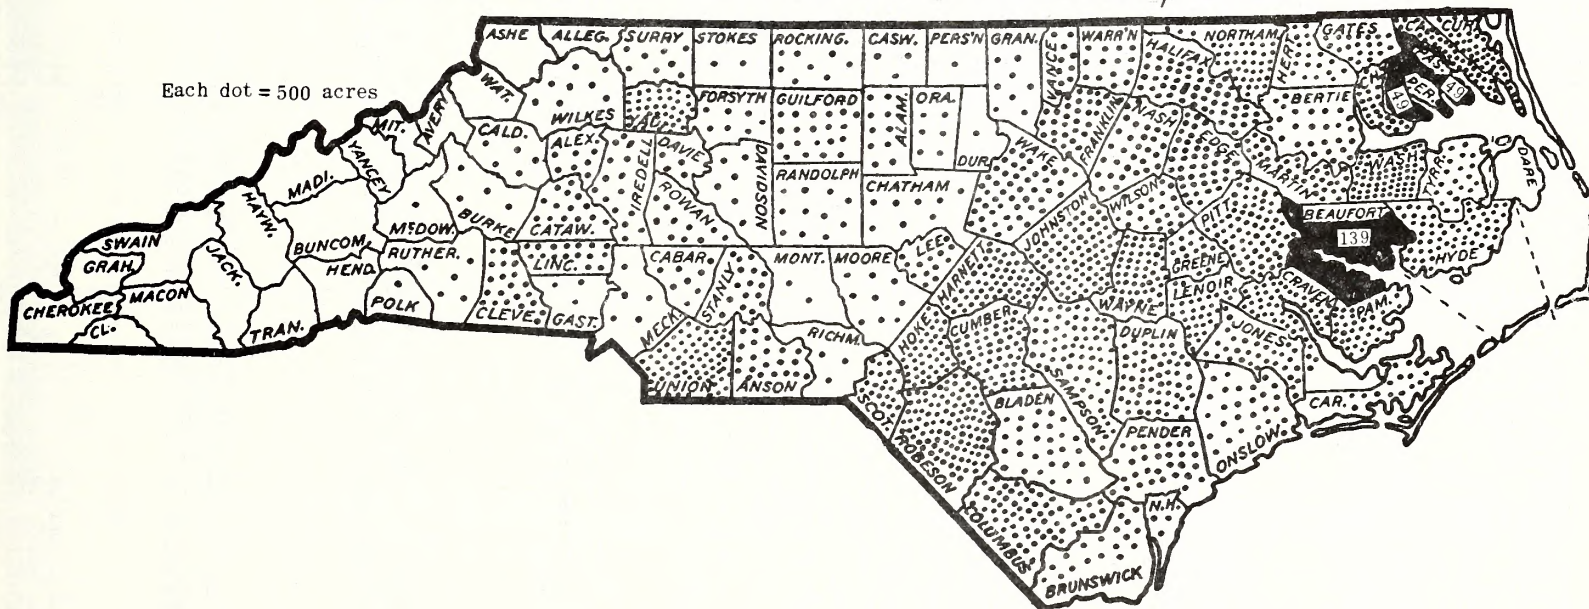 Each dot = 500 acres
ASHE
ALLEG.
SURRY
STOKES
ROCKING.
CASW.
PERS'N
GRAN.
VANCE
WARR'N
HALIFAX
NORTHAM.
HERT.
GATES
CUR.
WAT.
WILKES
YAD.
FORSYTH
GUILFORD
ALAM.
ORA.
DUR.
FRANKLIN
NASH
EDGE.
BERTIE
PER.
49
49
MIT.
AVERY
CALD.
ALEX.
IREDELL
DAVIE
DAVIDSON
RANDOLPH
CHATHAM
WAKE
MARTIN
WASH.
TYRR.
DARE
MADI.
YANCEY
McDOW.
BURKE
CATAW.
ROWAN
JOHNSTON
WILSON
PITT
BEAUFORT
139
HYDE
SWAIN
HAYW.
BUNCOM.
RUTHER.
LINC.
CABAR.
STANLY
MONT.
MOORE
LEE
HARNET
WAYNE
GREENE
LENOIR
CRAVEN
PAM.
GRAH.
JACK.
HEND.
POLK
CLEVE.
GAST.
MECK.
RICHM.
HOKE
CUMBER.
SAMPSON
DUPLIN
JONES
CHEROKEE
MACON
CL.
TRAN.
UNION
ANSON
SCOT.
ROBESON
BLADEN
PENDER
ONSLOW
CAR.
COLUMBUS
N.H.
BRUNSWICK